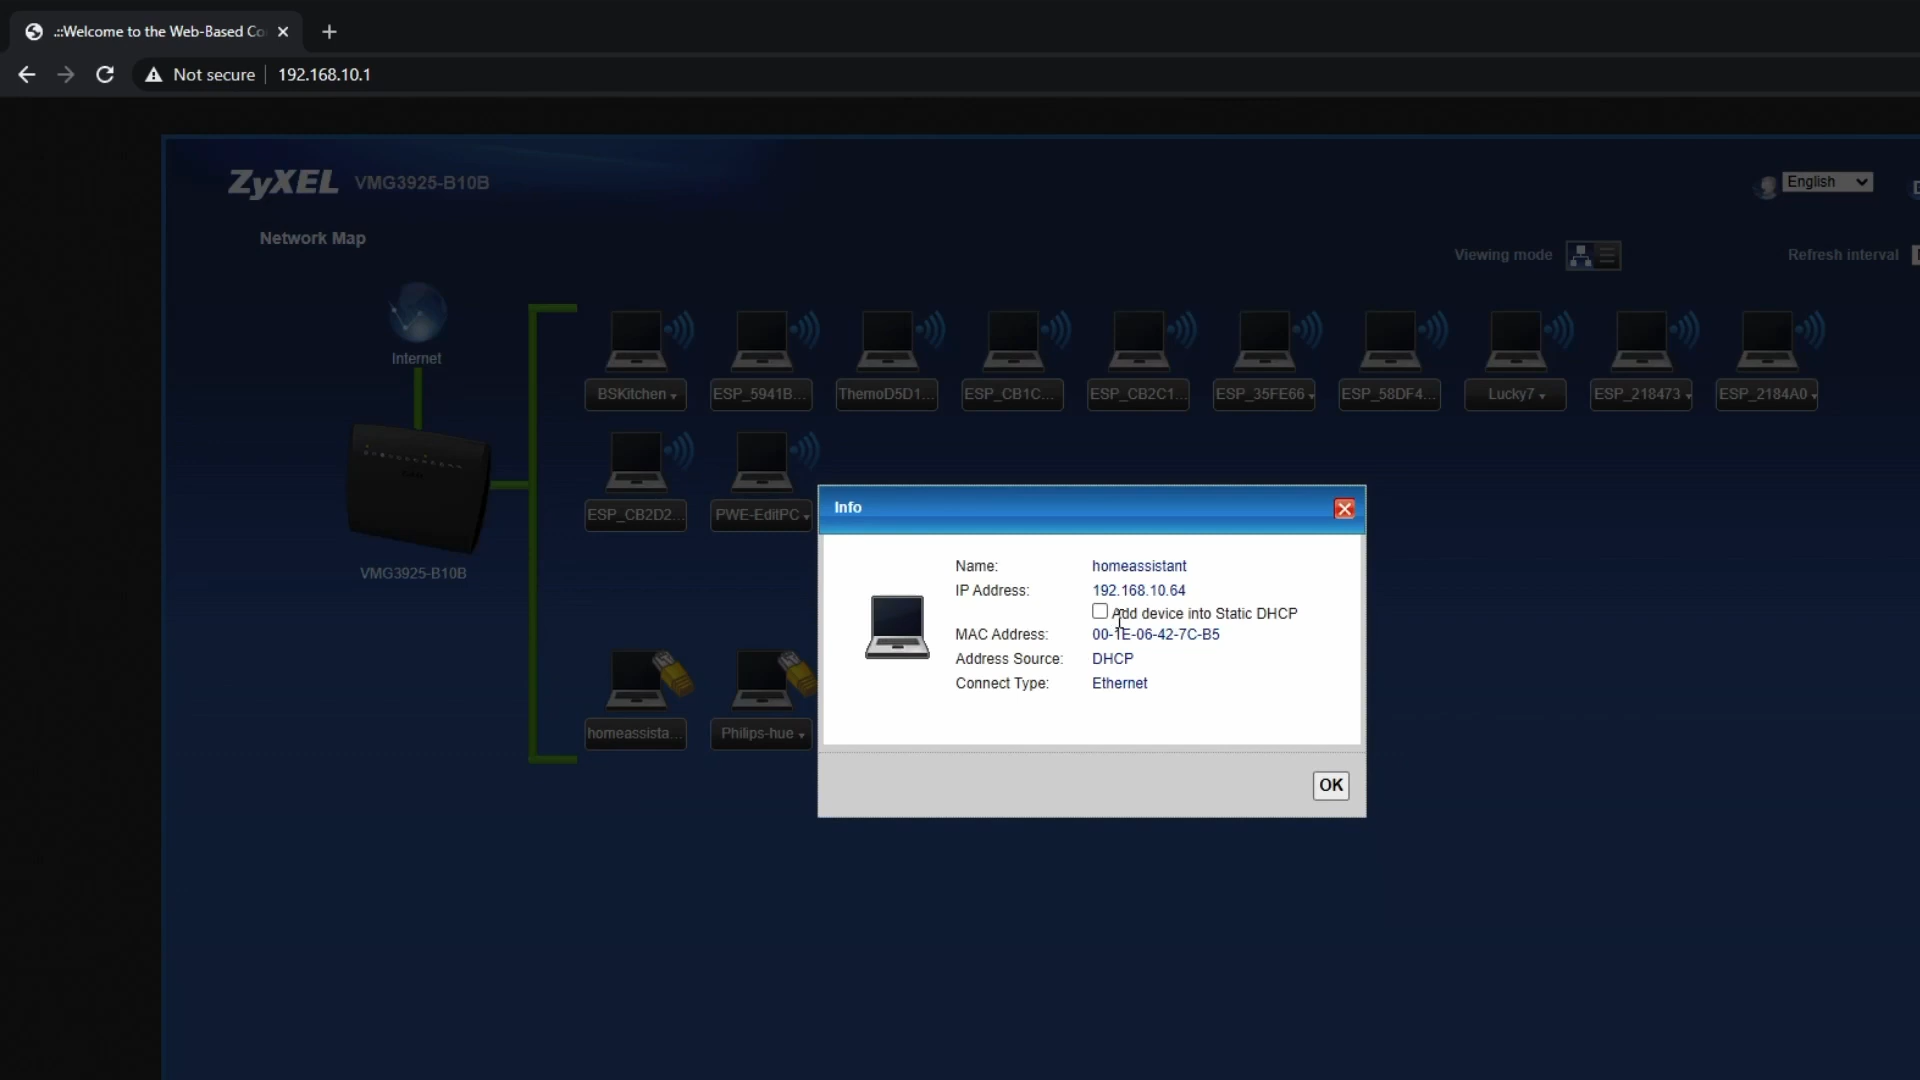 .::Welcome to the Web-Based Co
Not secure 192.168.10.1
ZyXEL VMG3925-B10B
English
Network Map
Viewing mode
Refresh interval
Internet
BSKitchen ESP_5941B... ThemoD5D1... ESP_CB1C... ESP_CB2C1... ESP_35FE66 ESP_58DF4... Lucky7 ESP_218473 ESP_2184A0
ESP_CB2D2... PWE-EditPC
VMG3925-B10B
homeassista... Philips-hue
Info
Name: homeassistant
IP Address: 192.168.10.64
Add device into Static DHCP
MAC Address: 00-1E-06-42-7C-B5
Address Source: DHCP
Connect Type: Ethernet
OK